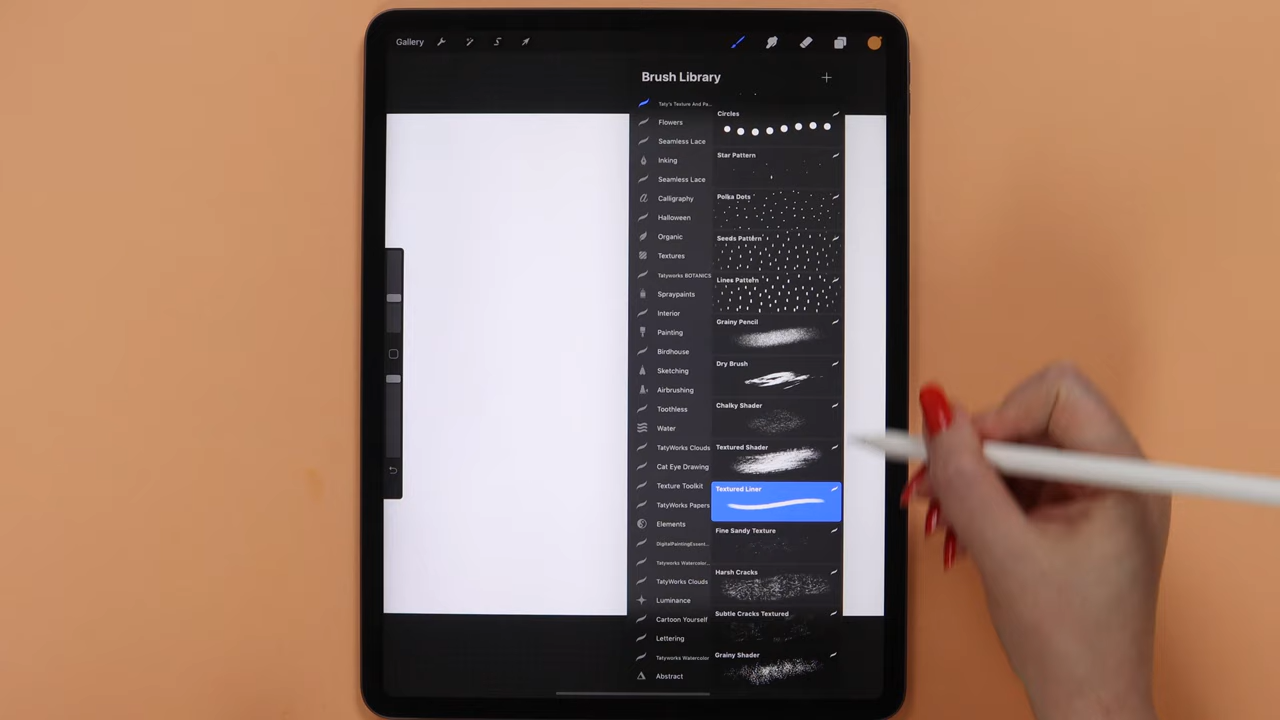 Gallery
Brush Library
Taty's Texture And Pe...
Flowers
Seamless Lace
Inking
Seamless Lace
Calligraphy
Halloween
Organic
Textures
Tatyworks BOTANICS
Spraypaints
Interior
Painting
Birdhouse
Sketching
Airbrushing
Toothless
Water
TatyWorks Clouds
Cat Eye Drawing
Texture Toolkit
TatyWorks Papers
Elements
DigitalPaintingEssent...
Tatyworks Watercolor...
TatyWorks Clouds
Luminance
Cartoon Yourself
Lettering
Tatyworks Watercolor
Abstract
Circles
Star Pattern
Polka Dots
Seeds Pattern
Lines Pattern
Grainy Pencil
Dry Brush
Chalky Shader
Textured Shader
Textured Liner
Fine Sandy Texture
Harsh Cracks
Subtle Cracks Textured
Grainy Shader